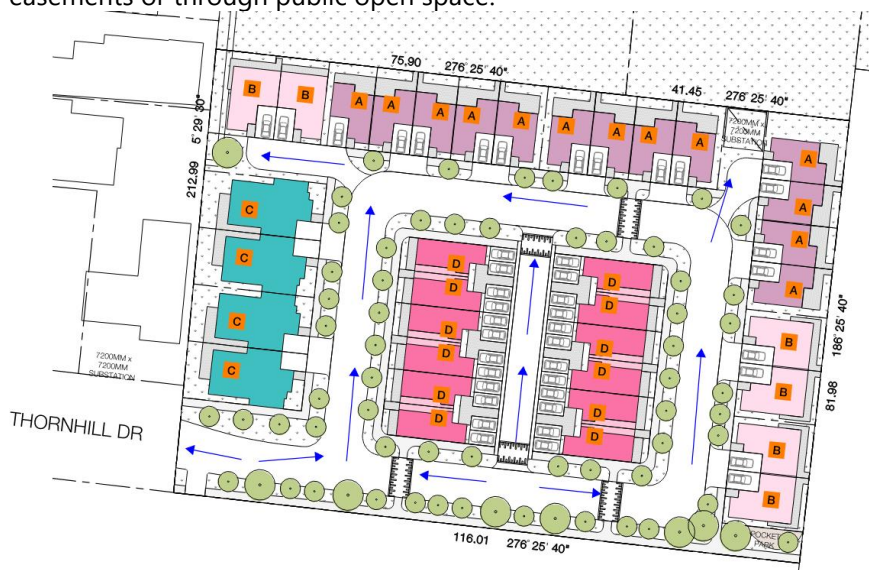 easements or through public open space.
75.90 276° 25' 40"
41.45 276° 25' 40"
5° 29' 30"
212.99
B
B
A
A
A
A
A
A
A
A
A
7200MM x
7200MM
SUBSTATION
A
A
A
A
B
B
B
B
186° 25' 40"
81.98
C
C
C
C
D
D
D
D
D
D
D
D
D
D
D
D
7200MM x
7200MM
SUBSTATION
THORNHILL DR
116.01 276° 25' 40"
POCKET
PARK